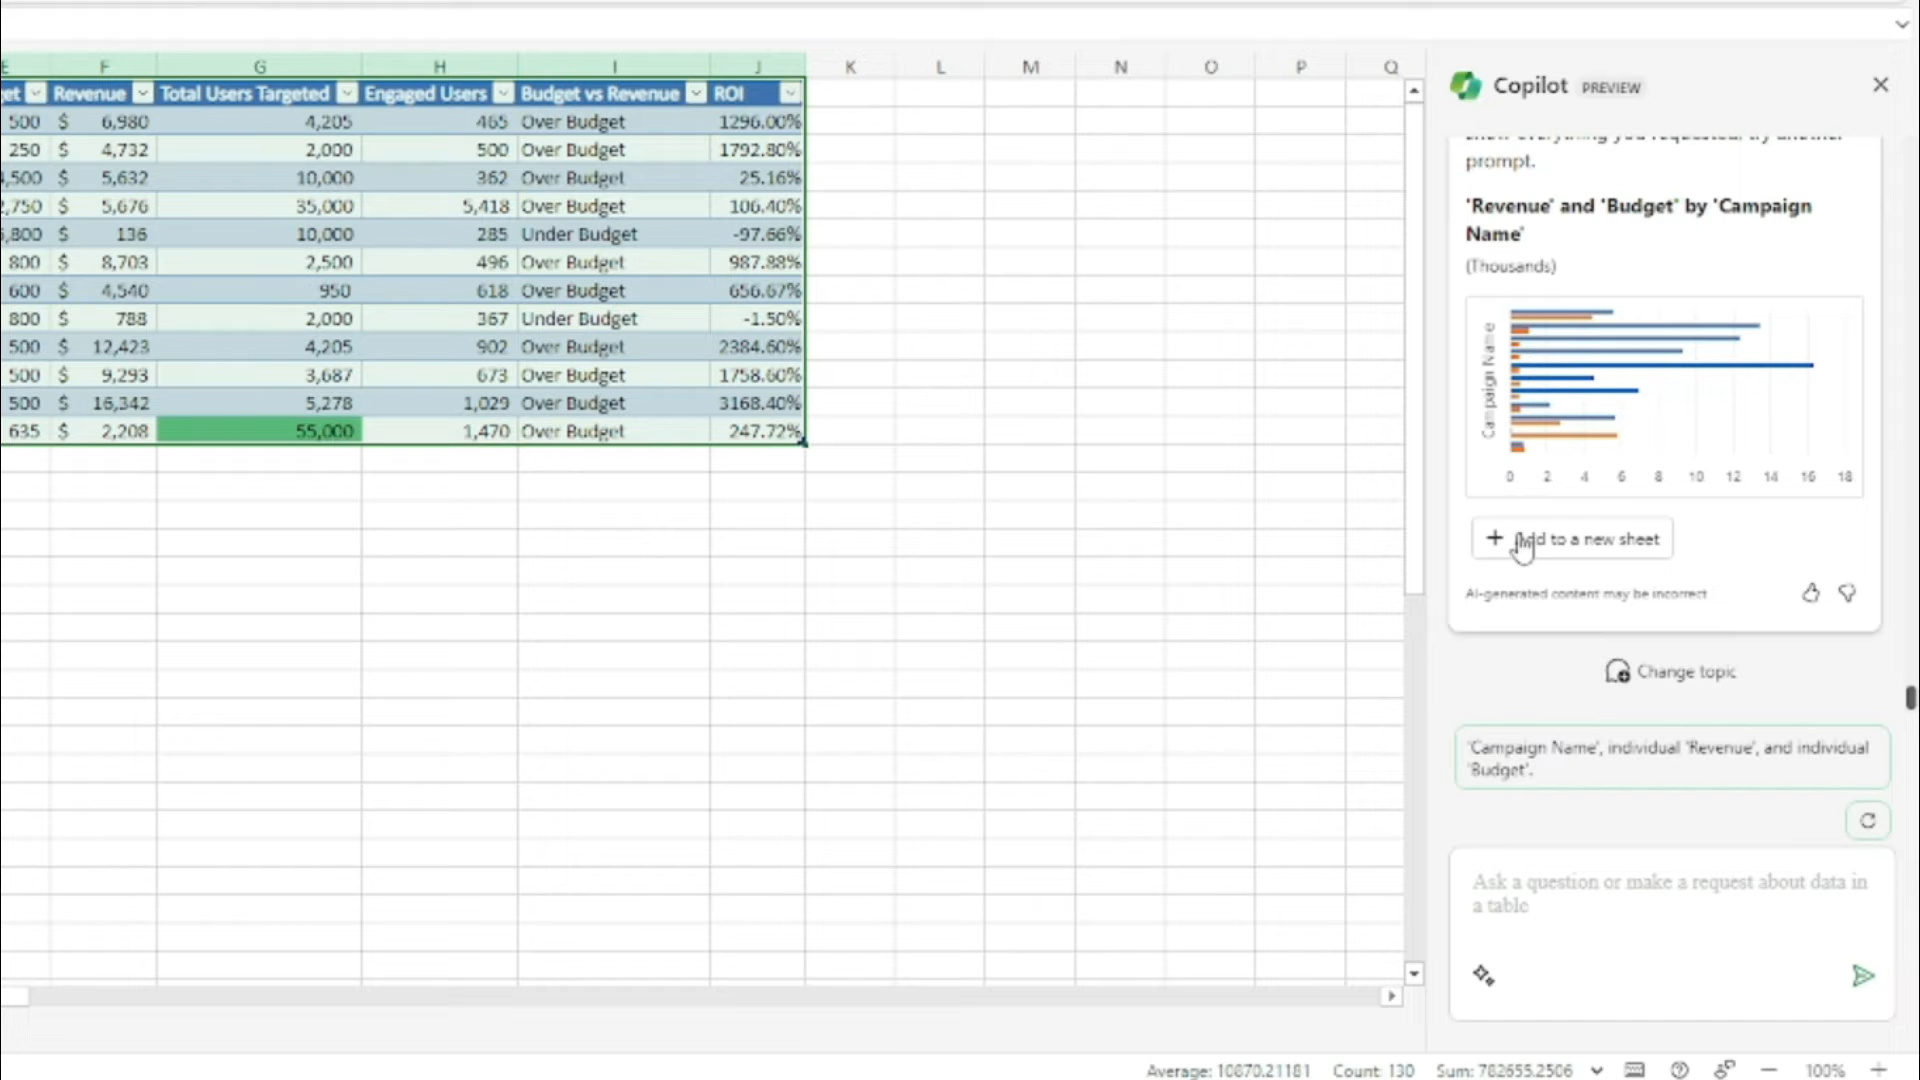 E F G H I J K L M N O P Q
et Revenue Total Users Targeted Engaged Users Budget vs Revenue ROI
500 $ 6,980 4,205 465 Over Budget 1296.00%
250 $ 4,732 2,000 500 Over Budget 1792.80%
,500 $ 5,632 10,000 362 Over Budget 25.16%
2,750 $ 5,676 35,000 5,418 Over Budget 106.40%
,800 $ 136 10,000 285 Under Budget -97.66%
800 $ 8,703 2,500 496 Over Budget 987.88%
600 $ 4,540 950 618 Over Budget 656.67%
800 $ 788 2,000 367 Under Budget -1.50%
500 $ 12,423 4,205 902 Over Budget 2384.60%
500 $ 9,293 3,687 673 Over Budget 1758.60%
500 $ 16,342 5,278 1,029 Over Budget 3168.40%
635 $ 2,208 55,000 1,470 Over Budget 247.72%
Copilot PREVIEW
show everything you requested, try another
prompt.
'Revenue' and 'Budget' by 'Campaign
Name'
(Thousands)
Campaign Name
0 2 4 6 8 10 12 14 16 18
+ Add to a new sheet
AI-generated content may be incorrect
Change topic
'Campaign Name', individual 'Revenue', and individual
'Budget'.
Ask a question or make a request about data in
a table
Average: 10870.21181 Count: 130 Sum: 782655.2506 100%